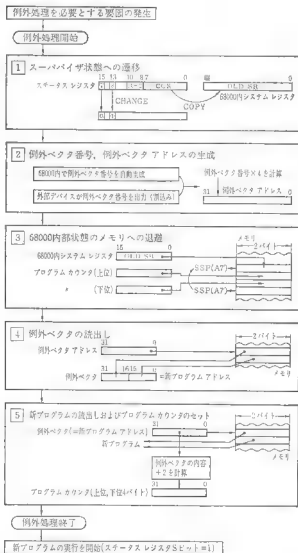 例外処理を必要とする要因の発生
例外処理開始
1 スーパバイザ状態への遷移
15 13 10 8 7 0
ステータス レジスタ
CCR
OLD_SR
0
68000内システム レジスタ
CHANGE
COPY
2 例外ベクタ番号，例外ベクタ アドレスの生成
68000内で例外ベクタ番号を自動生成
外部デバイスが例外ベクタ番号を出力（割込み）
例外ベクタ番号×4を計算
31 例外ベクタ アドレス 0
3 68000内部状態のメモリへの退避
メモリ
2バイト
15 0
68000内システム レジスタ
OLD_SR
プログラム カウンタ（上位）
SSP(A7)
〃 （下位）
SSP(A7)
4 例外ベクタの読出し
メモリ
2バイト
31 0
例外ベクタ アドレス
31 1615 0
例外ベクタ
＝新プログラム アドレス
メモリ
5 新プログラムの読出しおよびプログラム カウンタのセット
31 0
2バイト
例外ベクタ（＝新プログラム アドレス）
新プログラム
メモリ
例外ベクタの内容
＋2を計算
31 0
プログラム カウンタ（上位，下位4バイト）
例外処理終了
新プログラムの実行を開始（ステータス レジスタSビット＝1）